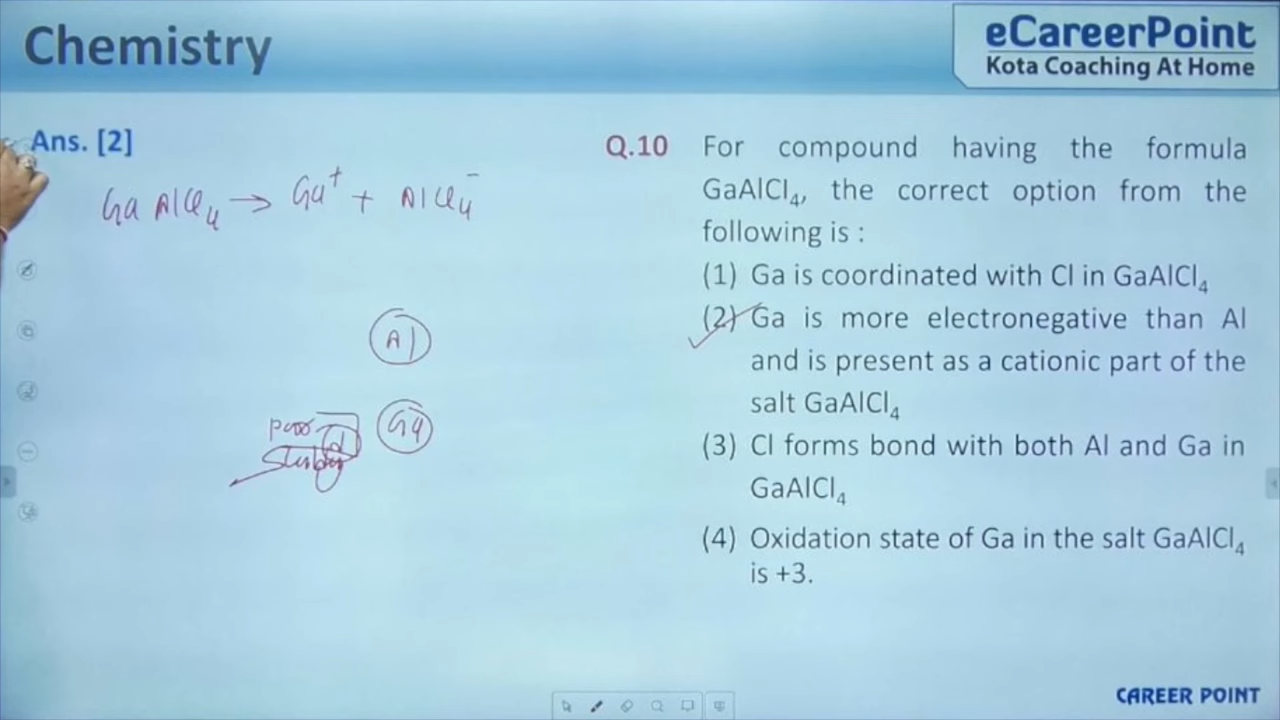 Chemistry
eCareerPoint
Kota Coaching At Home
Ans. [2]
Ga AlCl₄ → Ga⁺ + AlCl₄⁻
Al
Ga
poor
d
Q.10 For compound having the formula
GaAlCl₄, the correct option from the
following is :
(1) Ga is coordinated with Cl in GaAlCl₄
(2) Ga is more electronegative than Al
and is present as a cationic part of the
salt GaAlCl₄
(3) Cl forms bond with both Al and Ga in
GaAlCl₄
(4) Oxidation state of Ga in the salt GaAlCl₄
is +3.
CAREER POINT